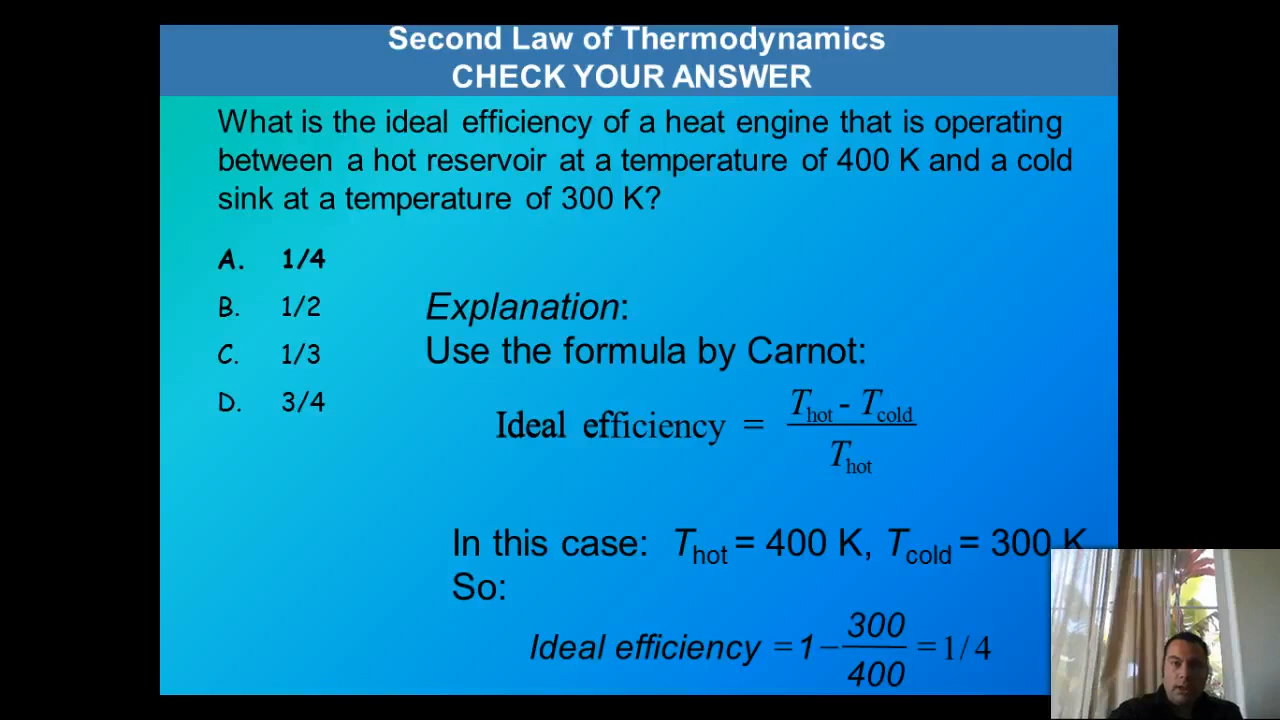 Second Law of Thermodynamics
CHECK YOUR ANSWER
What is the ideal efficiency of a heat engine that is operating
between a hot reservoir at a temperature of 400 K and a cold
sink at a temperature of 300 K?
A. 1/4
B. 1/2
C. 1/3
D. 3/4
Explanation:
Use the formula by Carnot:
Ideal efficiency = (T_hot - T_cold) / T_hot
In this case: T_hot = 400 K, T_cold = 300 K
So:
Ideal efficiency = 1 − 300/400 = 1/4